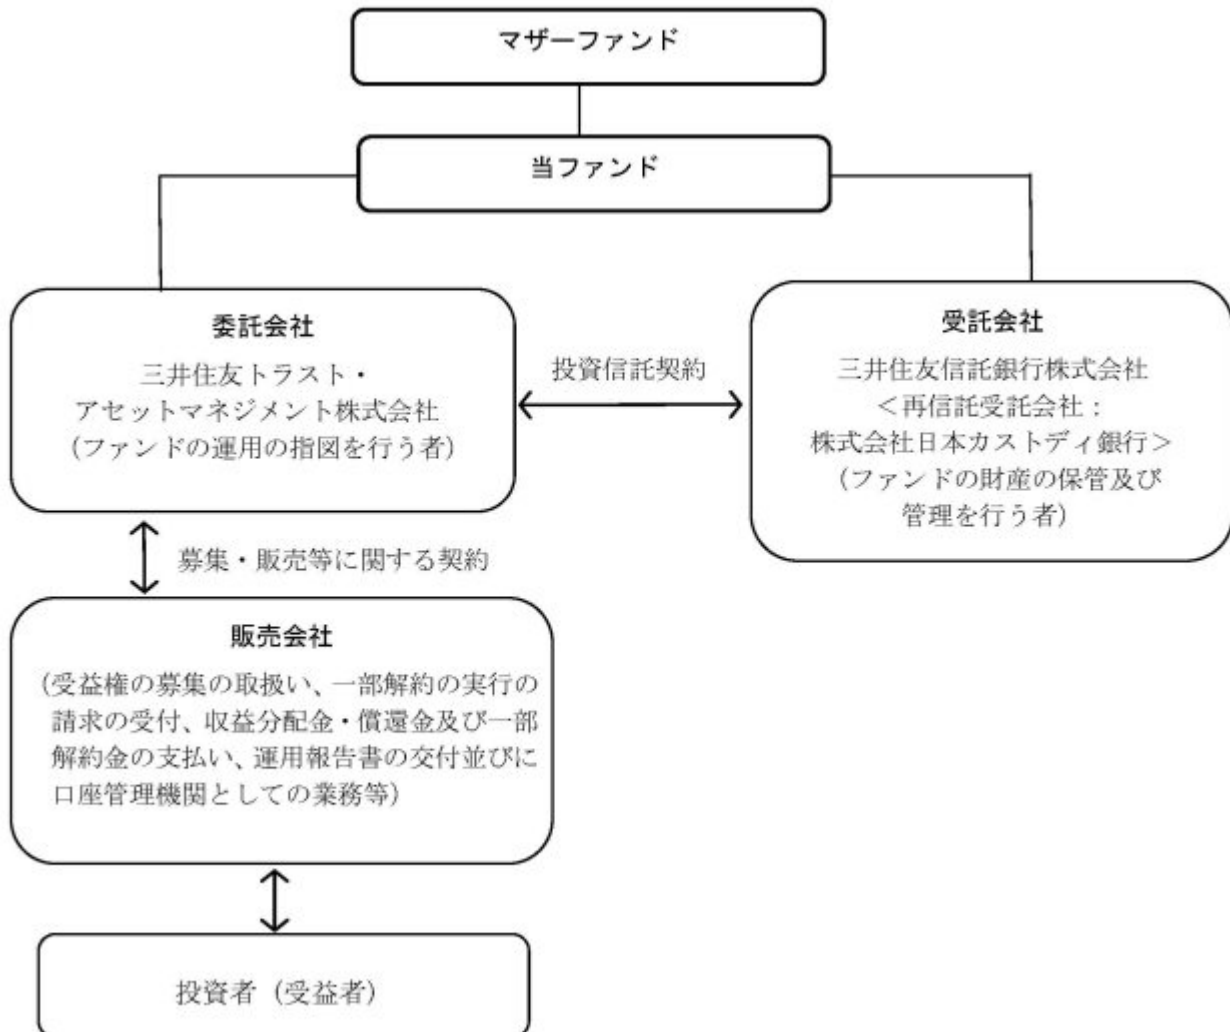 マザーファンド
当ファンド
委託会社
三井住友トラスト・
アセットマネジメント株式会社
（ファンドの運用の指図を行う者）
投資信託契約
受託会社
三井住友信託銀行株式会社
＜再信託受託会社：
株式会社日本カストディ銀行＞
（ファンドの財産の保管及び
管理を行う者）
募集・販売等に関する契約
販売会社
（受益権の募集の取扱い、一部解約の実行の
請求の受付、収益分配金・償還金及び一部
解約金の支払い、運用報告書の交付並びに
口座管理機関としての業務等）
投資者（受益者）